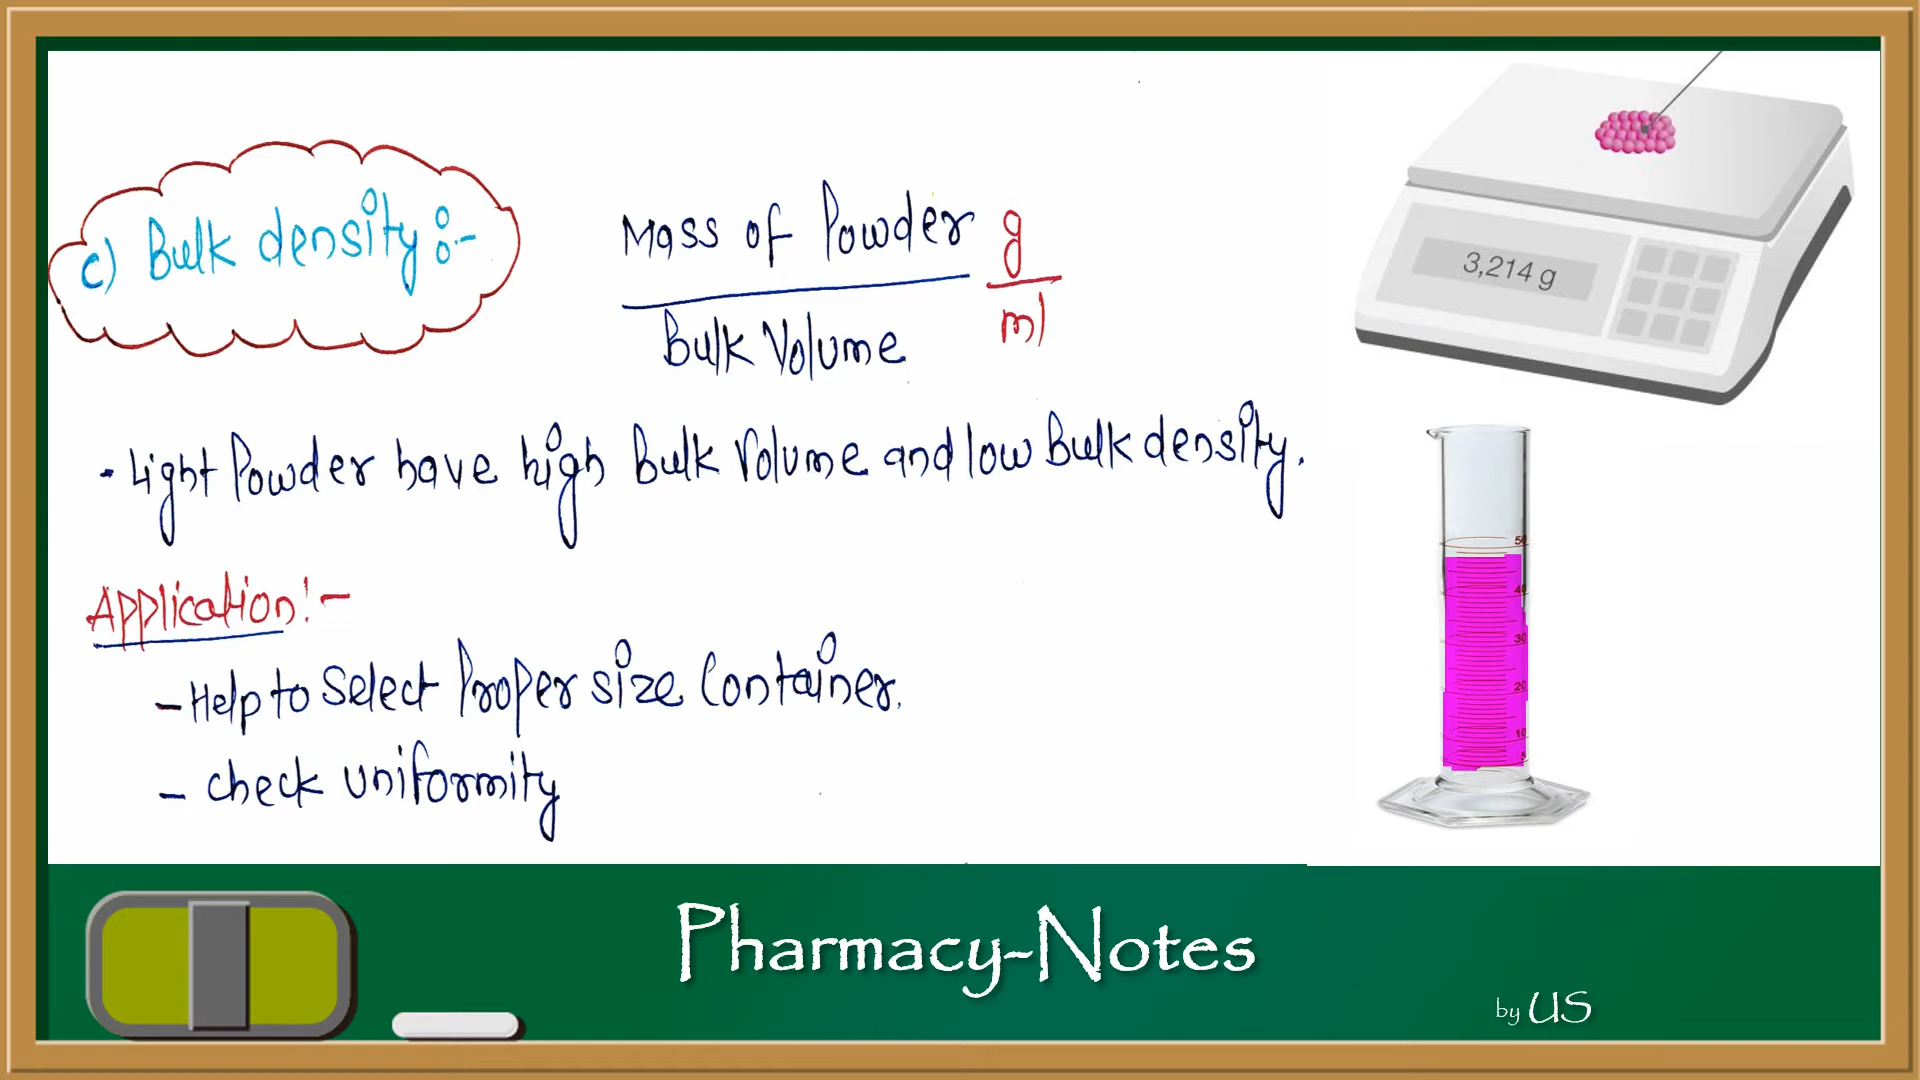 c) Bulk density :-
Mass of Powder g
Bulk Volume ml
3,214 g
• Light Powder have high Bulk Volume and low Bulk density.
50
40
30
20
10
5
Application :-
- Help to Select Proper size Container.
- check uniformity
Pharmacy-Notes
by US